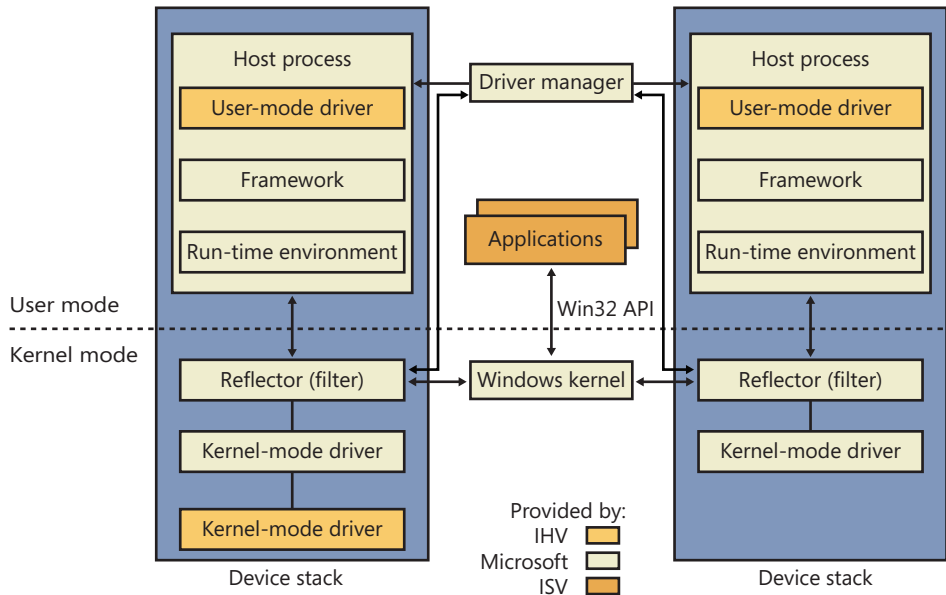 Host process
User-mode driver
Framework
Run-time environment
Driver manager
Applications
Win32 API
Host process
User-mode driver
Framework
Run-time environment
User mode
Kernel mode
Reflector (filter)
Kernel-mode driver
Kernel-mode driver
Windows kernel
Reflector (filter)
Kernel-mode driver
Provided by:
IHV
Microsoft
ISV
Device stack
Device stack